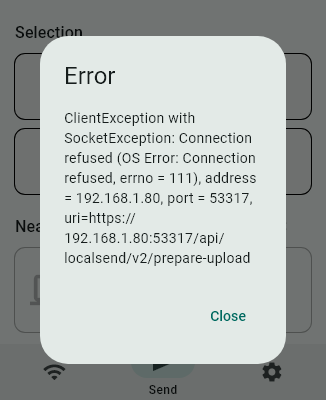 Selection
Error
ClientException with
SocketException: Connection
refused (OS Error: Connection
refused, errno = 111), address
= 192.168.1.80, port = 53317,
uri=https://
192.168.1.80:53317/api/
localsend/v2/prepare-upload
Nea
Close
Send